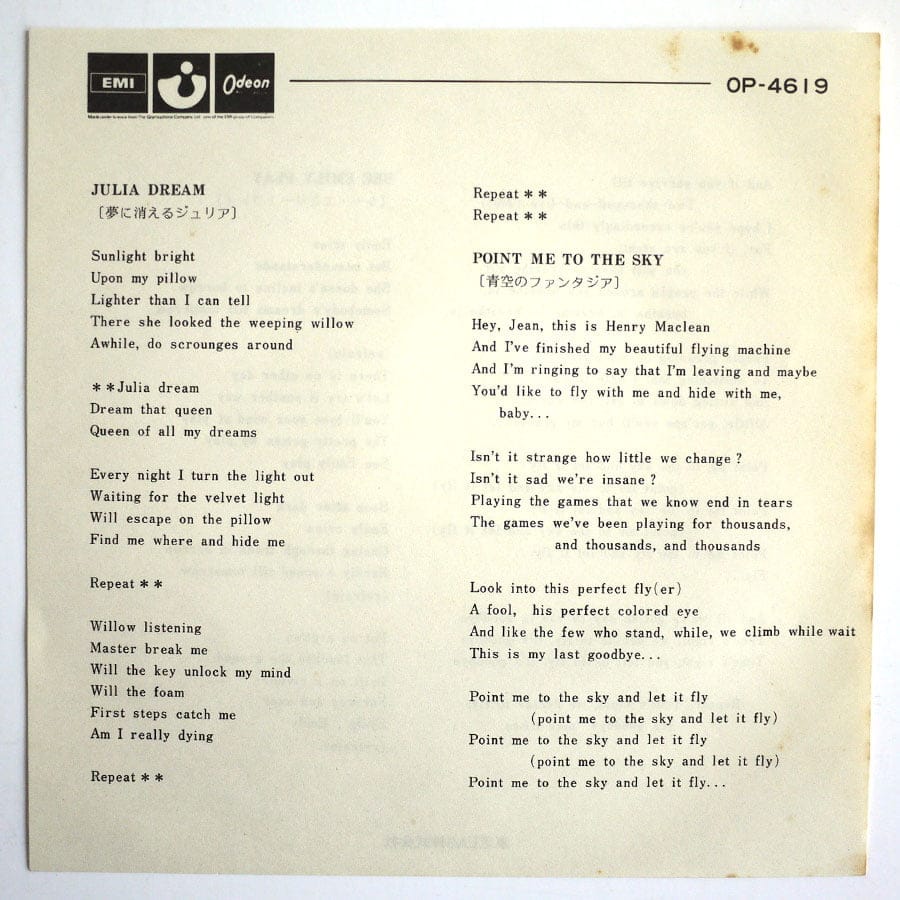 EMI
Odeon
OP-4619
JULIA DREAM
〔夢に消えるジュリア〕
Sunlight bright
Upon my pillow
Lighter than I can tell
There she looked the weeping willow
Awhile, do scrounges around
＊＊Julia dream
Dream that queen
Queen of all my dreams
Every night I turn the light out
Waiting for the velvet light
Will escape on the pillow
Find me where and hide me
Repeat＊＊
Willow listening
Master break me
Will the key unlock my mind
Will the foam
First steps catch me
Am I really dying
Repeat＊＊
Repeat＊＊
Repeat＊＊
POINT ME TO THE SKY
〔青空のファンタジア〕
Hey, Jean, this is Henry Maclean
And I've finished my beautiful flying machine
And I'm ringing to say that I'm leaving and maybe
You'd like to fly with me and hide with me,
baby...
Isn't it strange how little we change?
Isn't it sad we're insane?
Playing the games that we know end in tears
The games we've been playing for thousands,
and thousands, and thousands
Look into this perfect fly(er)
A fool, his perfect colored eye
And like the few who stand, while, we climb while wait
This is my last goodbye...
Point me to the sky and let it fly
(point me to the sky and let it fly)
Point me to the sky and let it fly
(point me to the sky and let it fly)
Point me to the sky and let it fly...